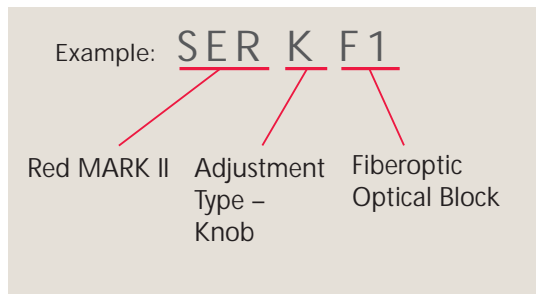 Example: SER K F1
Red MARK II
Adjustment
Type –
Knob
Fiberoptic
Optical Block